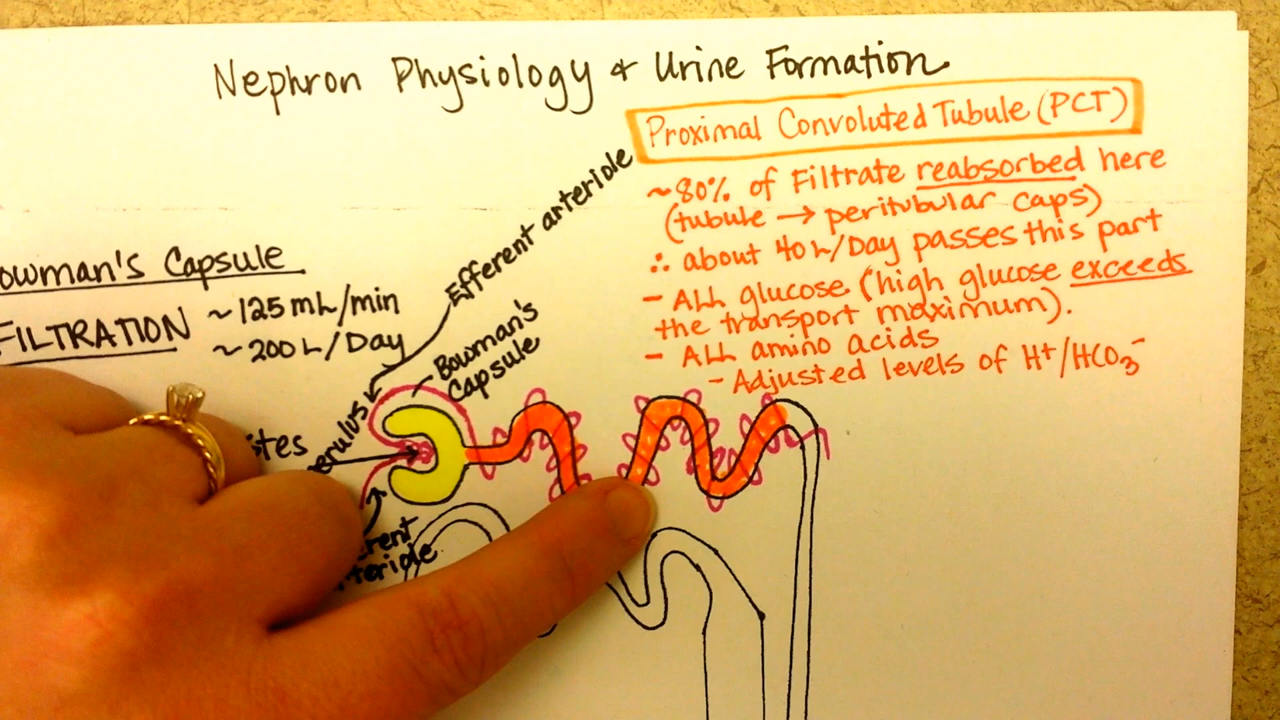 Nephron Physiology & Urine Formation
Proximal Convoluted Tubule (PCT)
~80% of Filtrate reabsorbed here
(tubule → peritubular caps)
∴ about 40 L/Day passes this part
- ALL glucose (high glucose exceeds
the transport maximum).
- ALL amino acids
- Adjusted levels of H+/HCO3-
Efferent arteriole
owman's Capsule
FILTRATION
~125 mL/min
~200 L/Day
Bowman's
Capsule